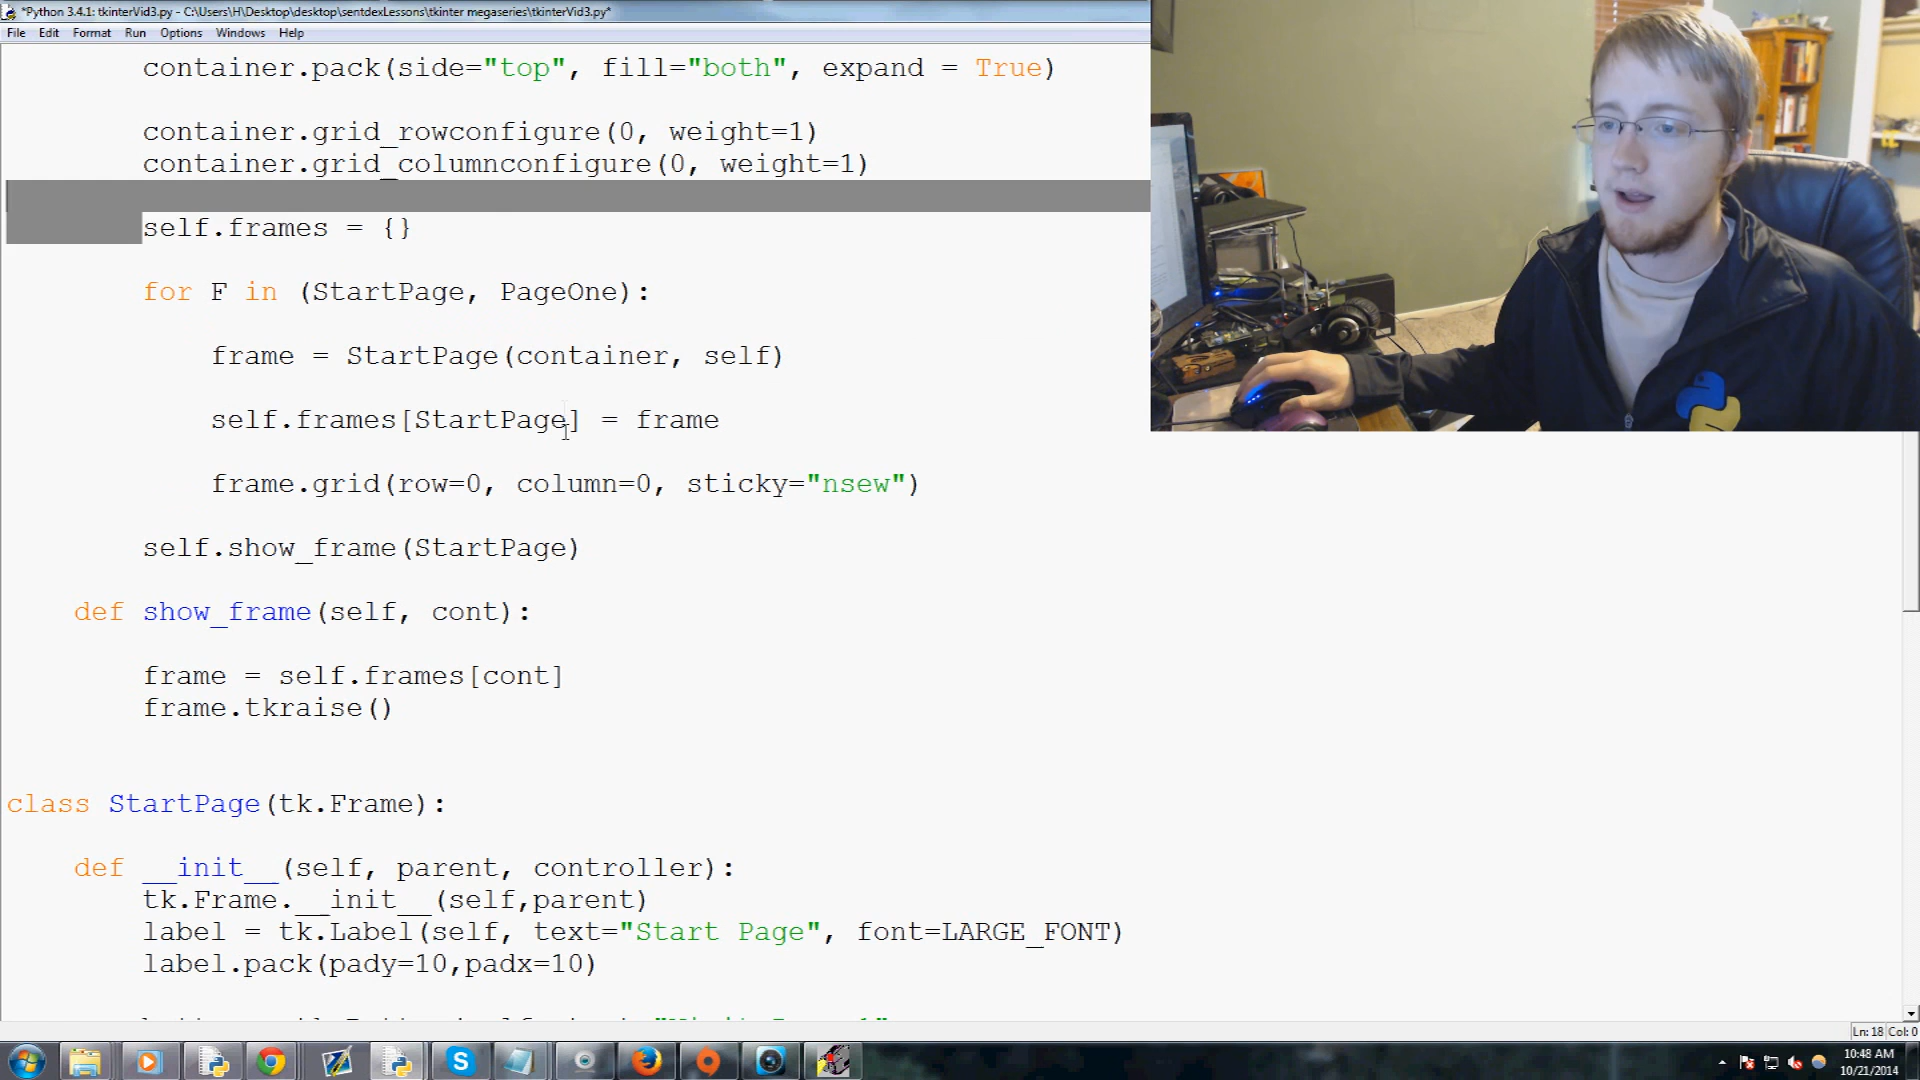 *Python 3.4.1: tkinterVid3.py - C:\Users\H\Desktop\desktop\sentdexLessons\tkinter megaseries\tkinterVid3.py*
File Edit Format Run Options Windows Help
container.pack(side="top", fill="both", expand = True)
container.grid_rowconfigure(0, weight=1)
container.grid_columnconfigure(0, weight=1)
self.frames = {}
for F in (StartPage, PageOne):
frame = StartPage(container, self)
self.frames[StartPage] = frame
frame.grid(row=0, column=0, sticky="nsew")
self.show_frame(StartPage)
def show_frame(self, cont):
frame = self.frames[cont]
frame.tkraise()
class StartPage(tk.Frame):
def __init__(self, parent, controller):
tk.Frame.__init__(self,parent)
label = tk.Label(self, text="Start Page", font=LARGE_FONT)
label.pack(pady=10,padx=10)
Ln: 18 Col: 0
10:48 AM
10/21/2014